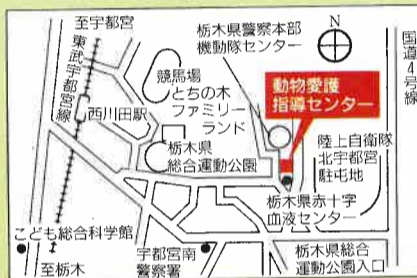 至宇都宮
東武宇都宮線
西川田駅
競馬場
とちの木
ファミリー
ランド
栃木県警察本部
機動隊センター
N
国道4号線
動物愛護
指導センター
陸上自衛隊
北宇都宮
駐屯地
栃木県
総合運動公園
栃木県赤十字
血液センター
こども総合科学館
至栃木
宇都宮南
警察署
栃木県総合
運動公園入口